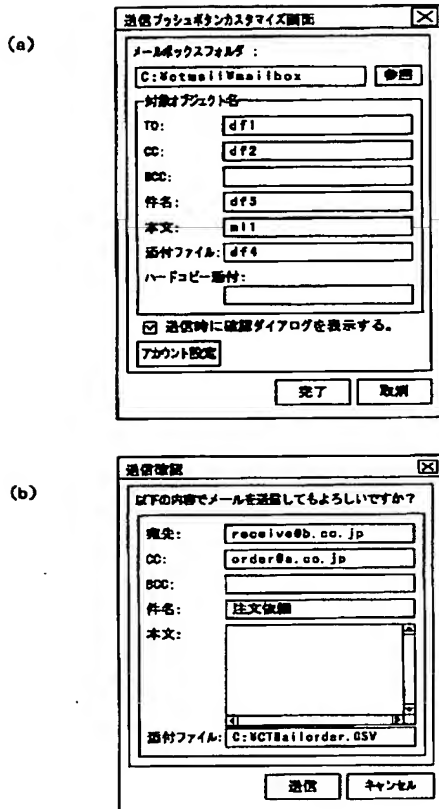 (a)
送信プッシュボタンカスタマイズ画面
メールボックスフォルダ :
C:¥ctmail¥mailbox 参照
対象オブジェクト名
TO: df1
CC: df2
BCC:
件名: df3
本文: ml1
添付ファイル: df4
ハードコピー添付:
送信時に確認ダイアログを表示する。
アカウント設定
完了 取消
(b)
送信確認
以下の内容でメールを送信してもよろしいですか?
宛先: receive@b.co.jp
CC: order@a.co.jp
BCC:
件名: 注文依頼
本文:
添付ファイル: C:¥CTMailorder.CSV
送信 キャンセル